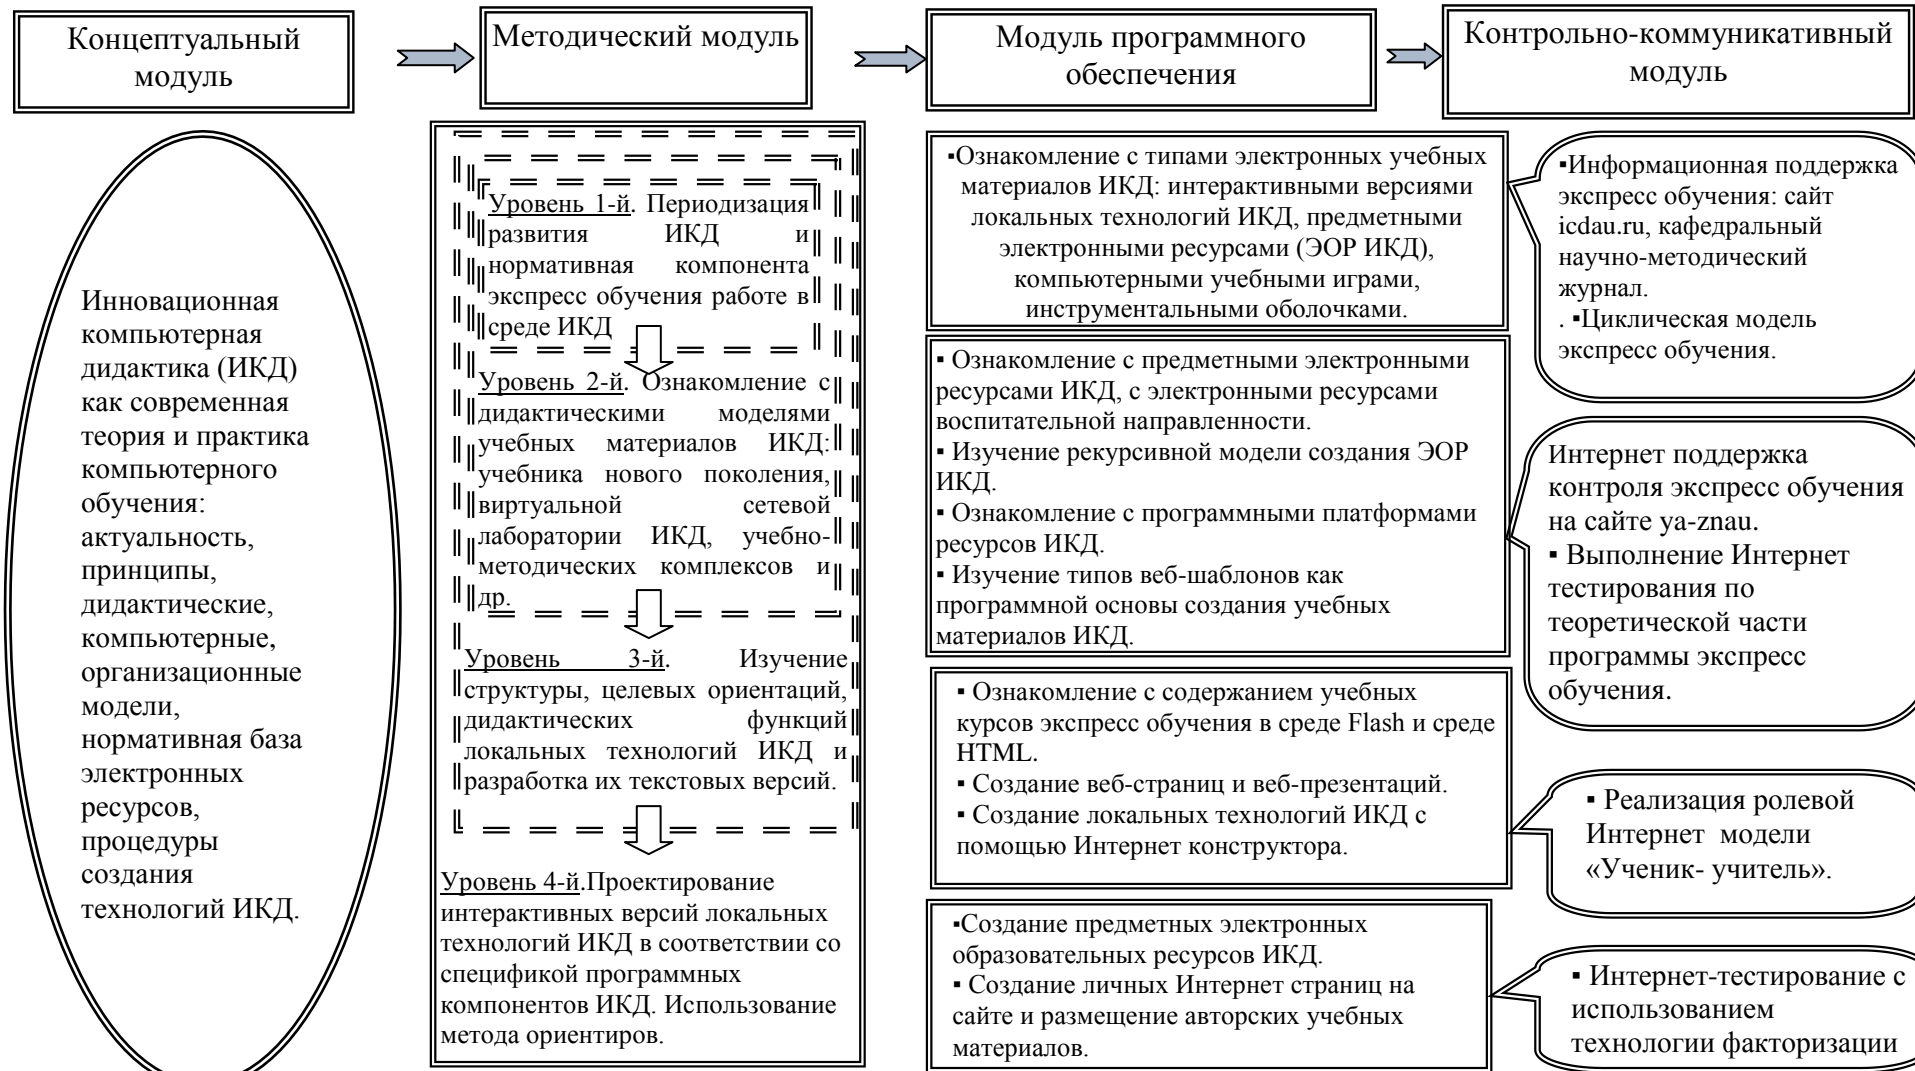 Концептуальный
модуль
Методический модуль
Модуль программного
обеспечения
Контрольно-коммуникативный
модуль
Инновационная
компьютерная
дидактика (ИКД)
как современная
теория и практика
компьютерного
обучения:
актуальность,
принципы,
дидактические,
компьютерные,
организационные
модели,
нормативная база
электронных
ресурсов,
процедуры
создания
технологий ИКД.
Уровень 1-й. Периодизация
развития ИКД и
нормативная компонента
экспресс обучения работе в
среде ИКД
Уровень 2-й. Ознакомление с
дидактическими моделями
учебных материалов ИКД:
учебника нового поколения,
виртуальной сетевой
лаборатории ИКД, учебно-
методических комплексов и
др.
Уровень 3-й. Изучение
структуры, целевых ориентаций,
дидактических функций
локальных технологий ИКД и
разработка их текстовых версий.
Уровень 4-й.Проектирование
интерактивных версий локальных
технологий ИКД в соответствии со
спецификой программных
компонентов ИКД. Использование
метода ориентиров.
▪Ознакомление с типами электронных учебных
материалов ИКД: интерактивными версиями
локальных технологий ИКД, предметными
электронными ресурсами (ЭОР ИКД),
компьютерными учебными играми,
инструментальными оболочками.
▪ Ознакомление с предметными электронными
ресурсами ИКД, с электронными ресурсами
воспитательной направленности.
▪ Изучение рекурсивной модели создания ЭОР
ИКД.
▪ Ознакомление с программными платформами
ресурсов ИКД.
▪ Изучение типов веб-шаблонов как
программной основы создания учебных
материалов ИКД.
▪ Ознакомление с содержанием учебных
курсов экспресс обучения в среде Flash и среде
HTML.
▪ Создание веб-страниц и веб-презентаций.
▪ Создание локальных технологий ИКД с
помощью Интернет конструктора.
▪Создание предметных электронных
образовательных ресурсов ИКД.
▪ Создание личных Интернет страниц на
сайте и размещение авторских учебных
материалов.
▪Информационная поддержка
экспресс обучения: сайт
icdau.ru, кафедральный
научно-методический
журнал.
. ▪Циклическая модель
экспресс обучения.
Интернет поддержка
контроля экспресс обучения
на сайте ya-znau.
▪ Выполнение Интернет
тестирования по
теоретической части
программы экспресс
обучения.
▪ Реализация ролевой
Интернет модели
«Ученик- учитель».
▪ Интернет-тестирование с
использованием
технологии факторизации